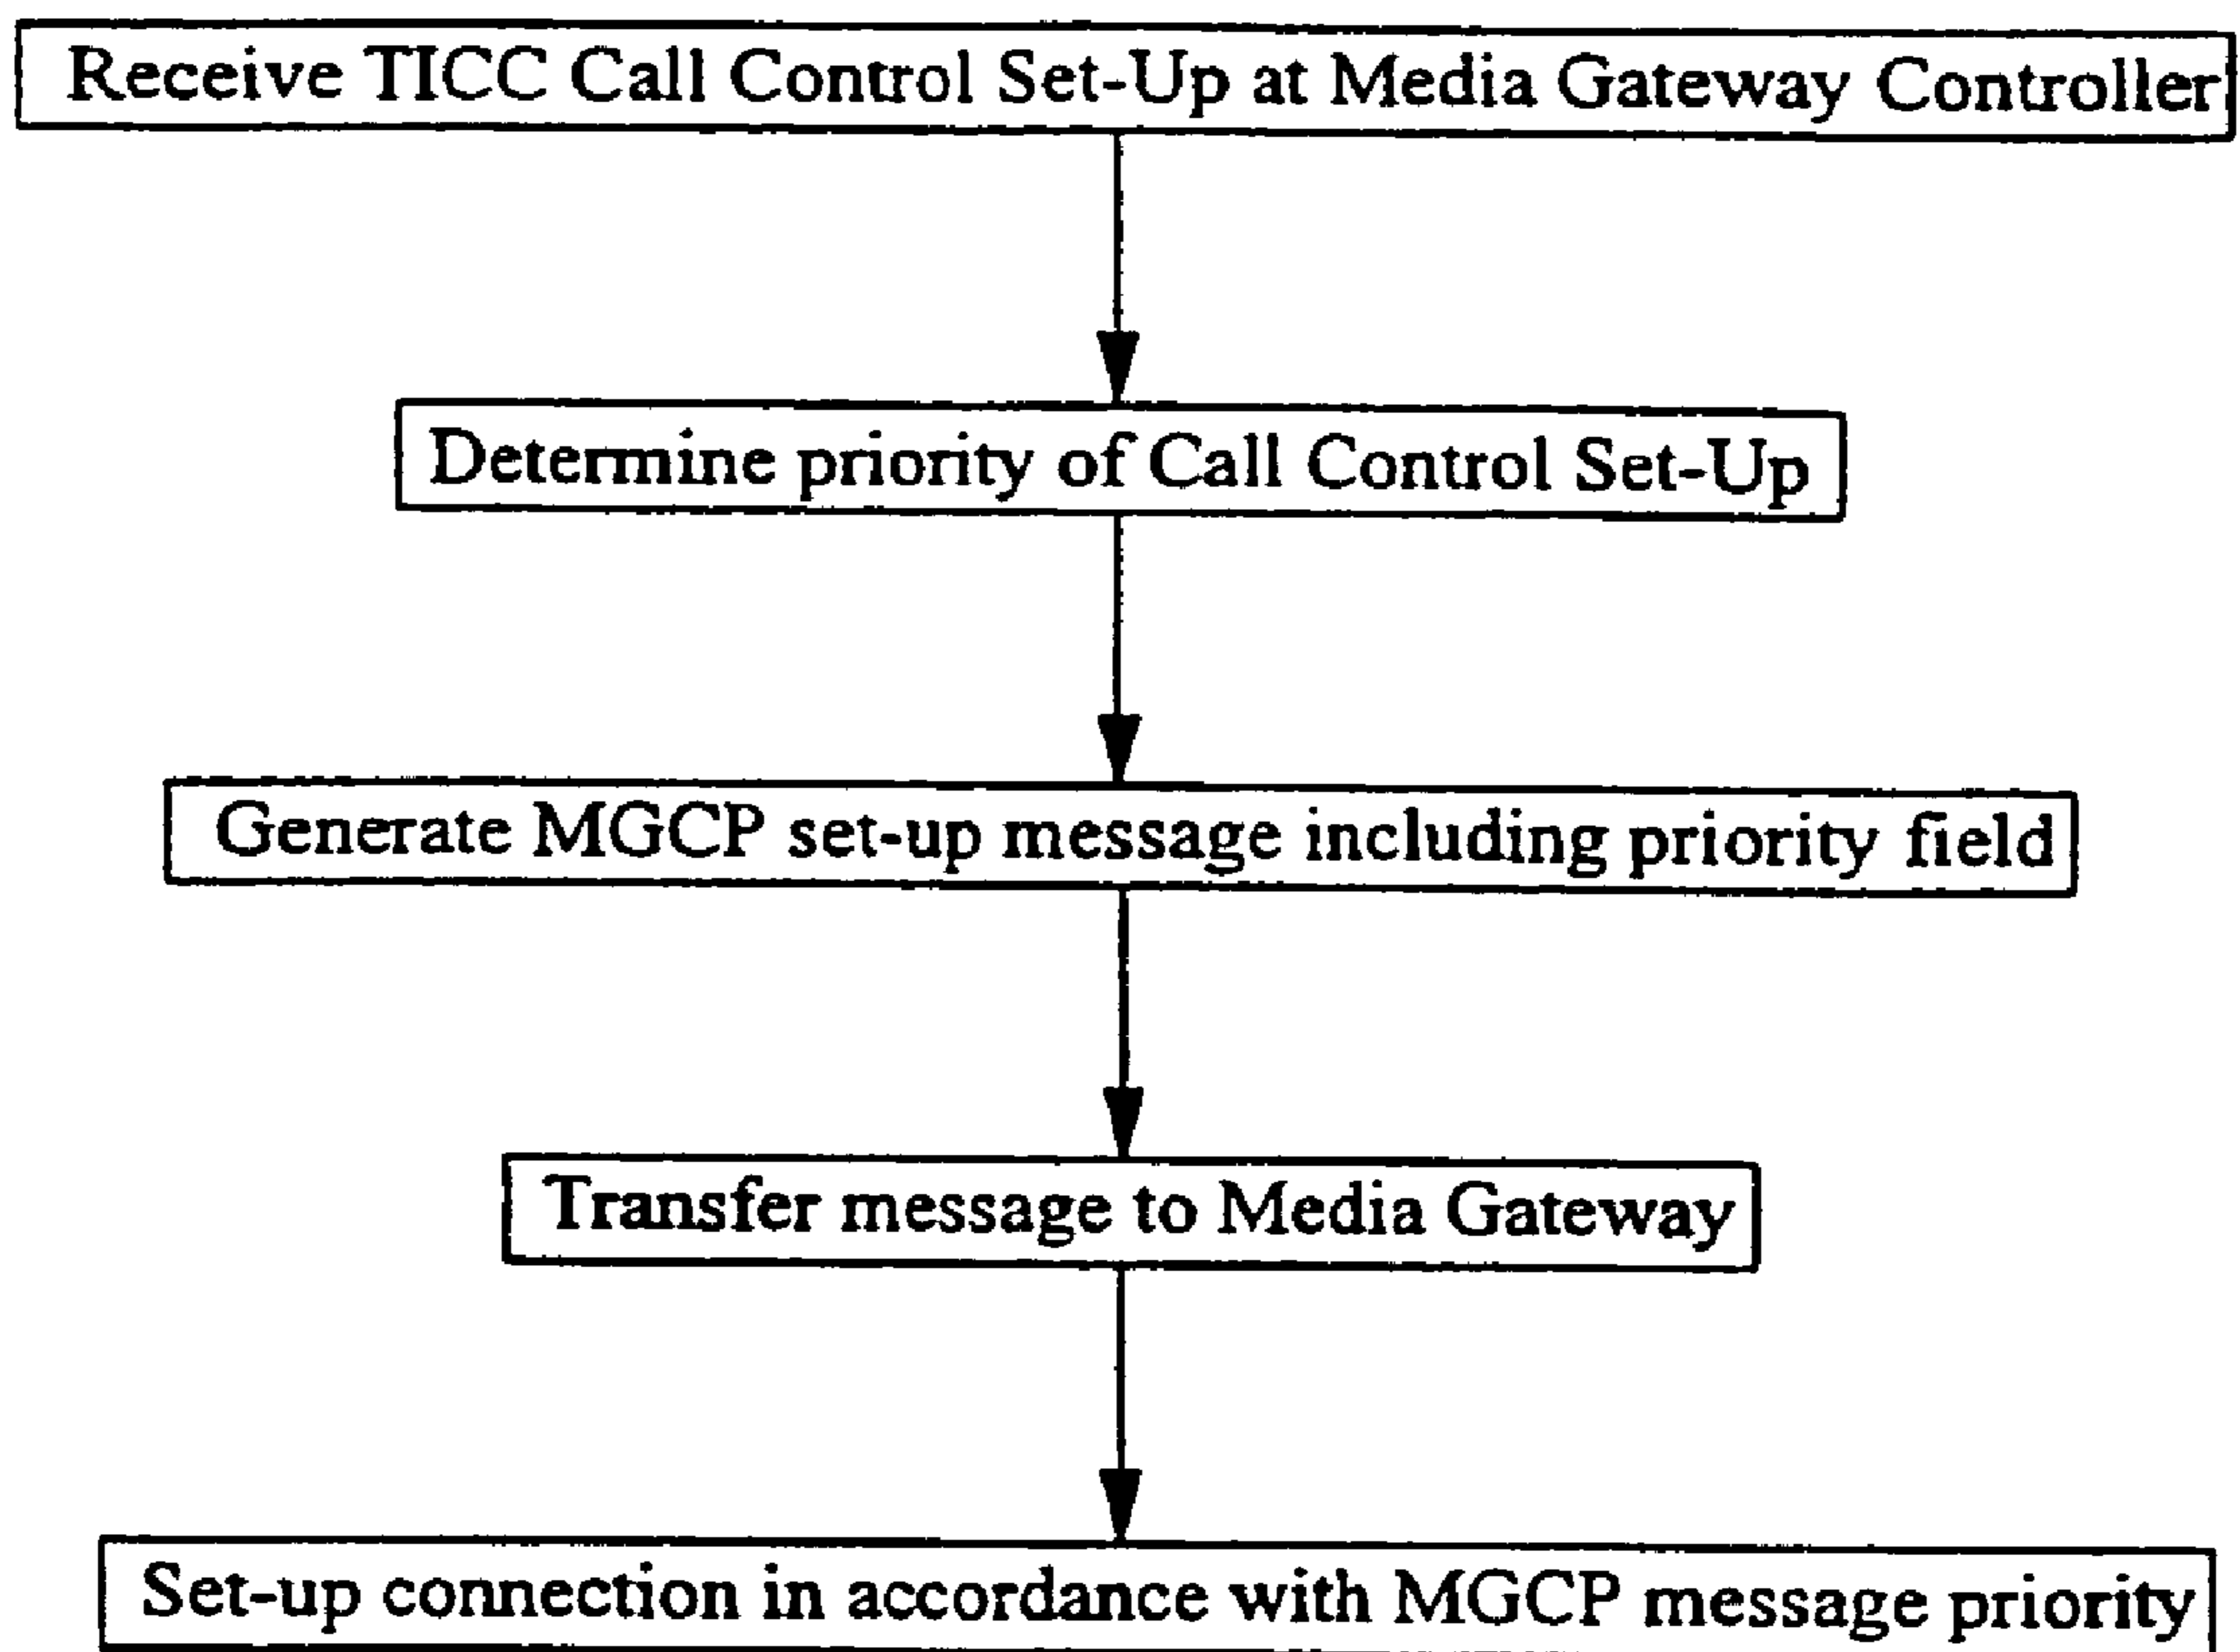 Receive TICC Call Control Set-Up at Media Gateway Controller
Determine priority of Call Control Set-Up
Generate MGCP set-up message including priority field
Transfer message to Media Gateway
Set-up connection in accordance with MGCP message priority